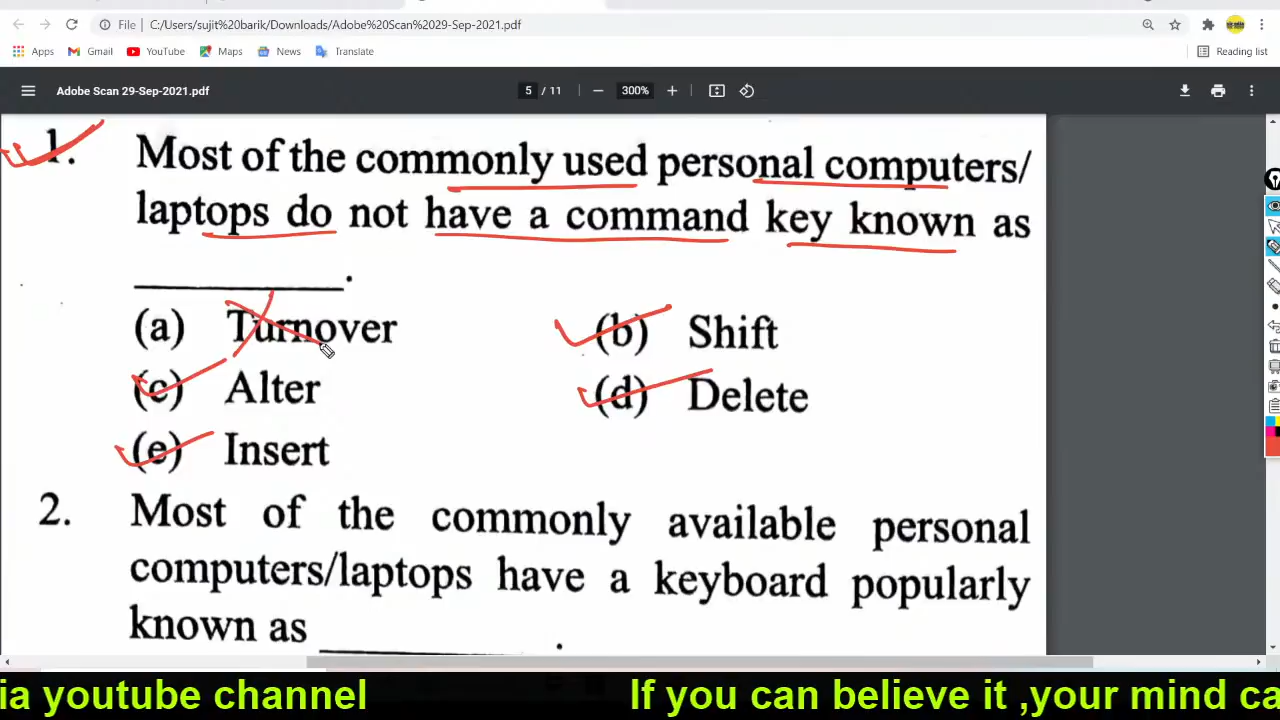 File
C:/Users/sujit%20barik/Downloads/Adobe%20Scan%2029-Sep-2021.pdf
Apps Gmail YouTube Maps News Translate Reading list
Adobe Scan 29-Sep-2021.pdf 5 / 11 300%
1. Most of the commonly used personal computers/
laptops do not have a command key known as
____________.
(a) Turnover (b) Shift
(c) Alter (d) Delete
(e) Insert
2. Most of the commonly available personal
computers/laptops have a keyboard popularly
known as ____________.
ia youtube channel If you can believe it ,your mind ca